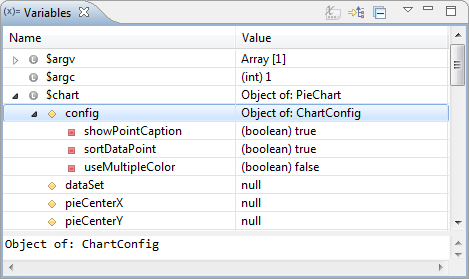 (x)= Variables
Name Value
$argv Array [1]
$argc (int) 1
$chart Object of: PieChart
config Object of: ChartConfig
showPointCaption (boolean) true
sortDataPoint (boolean) true
useMultipleColor (boolean) false
dataSet null
pieCenterX null
pieCenterY null
Object of: ChartConfig